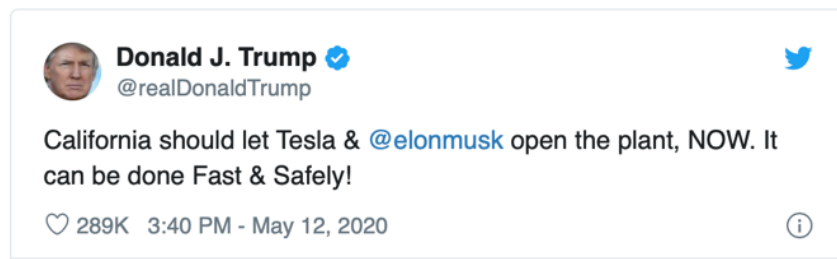 Donald J. Trump
@realDonaldTrump
California should let Tesla & @elonmusk open the plant, NOW. It
can be done Fast & Safely!
289K 3:40 PM - May 12, 2020